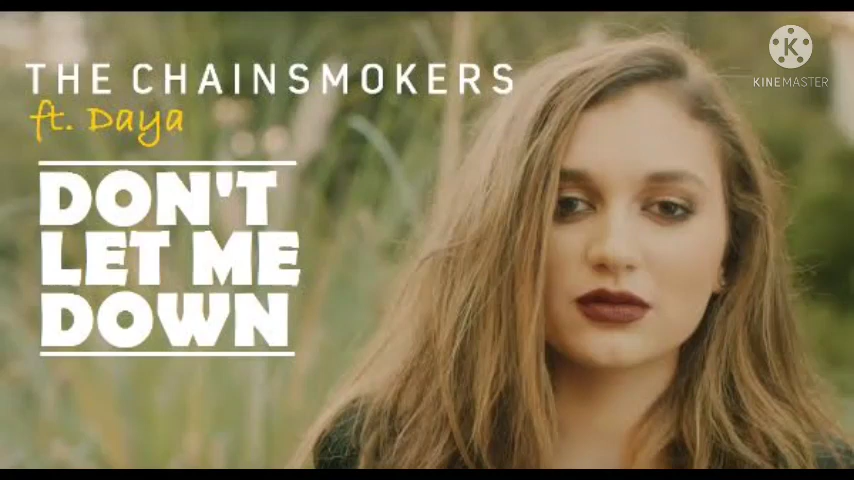 THE CHAINSMOKERS
ft. Daya
DON'T
LET ME
DOWN
K
KINEMASTER